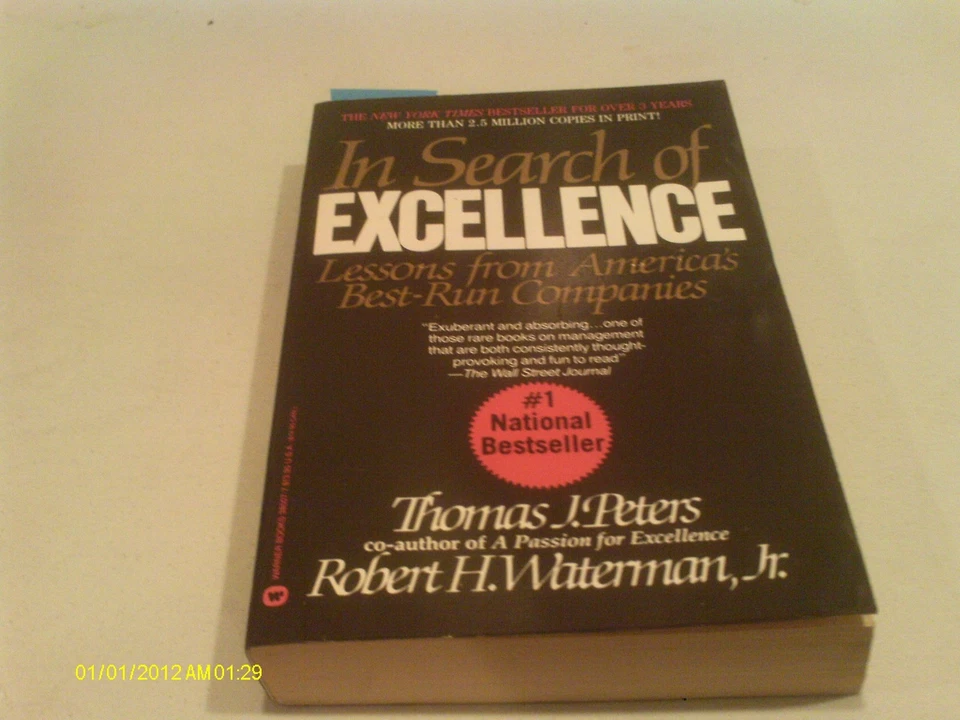 THE NEW YORK TIMES BESTSELLER FOR OVER 3 YEARS
MORE THAN 2.5 MILLION COPIES IN PRINT!
In Search of
EXCELLENCE
Lessons from America's
Best-Run Companies
"Exuberant and absorbing...one of
those rare books on management
that are both consistently thought-
provoking and fun to read"
—The Wall Street Journal
#1
National
Bestseller
Thomas J. Peters
co-author of A Passion for Excellence
Robert H. Waterman, Jr.
WARNER BOOKS
01/01/2012 AM 01:29